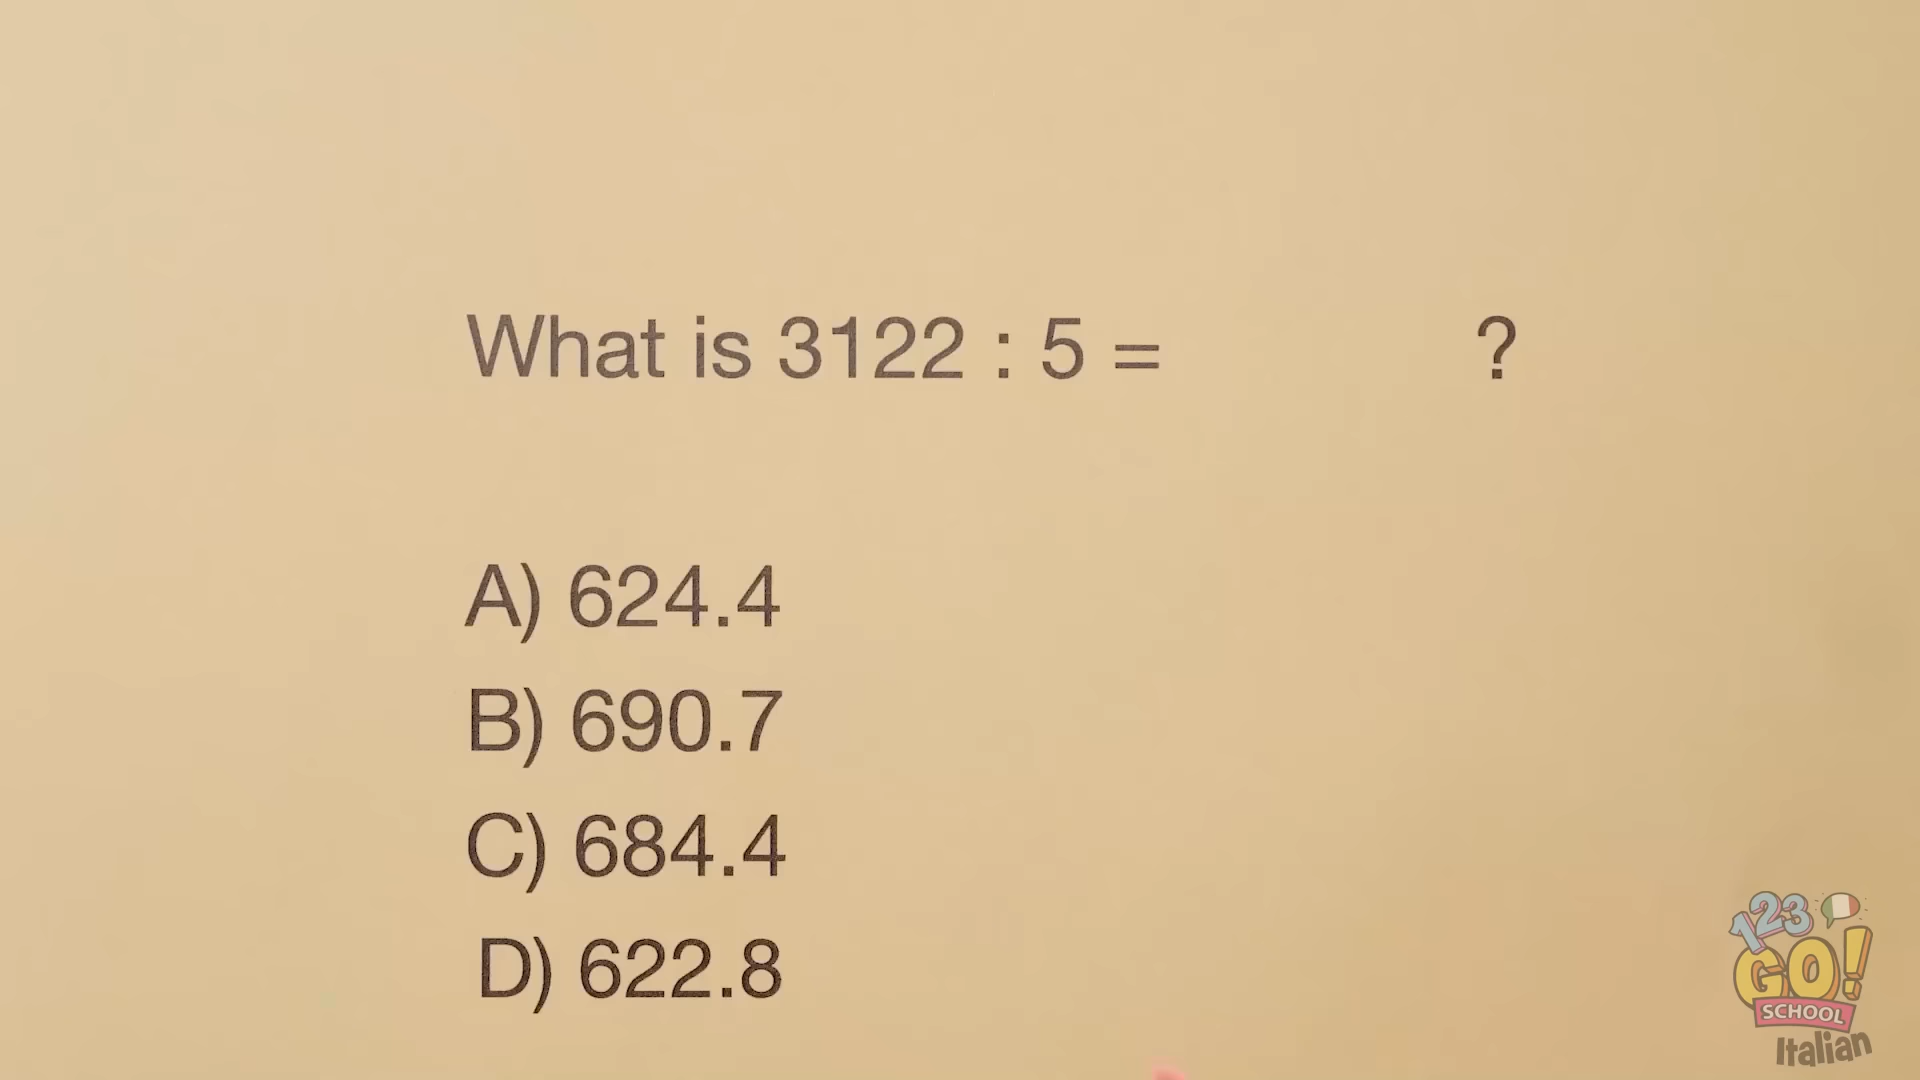 What is 3122 : 5 = ?
A) 624.4
B) 690.7
C) 684.4
D) 622.8
123
GO!
SCHOOL
Italian